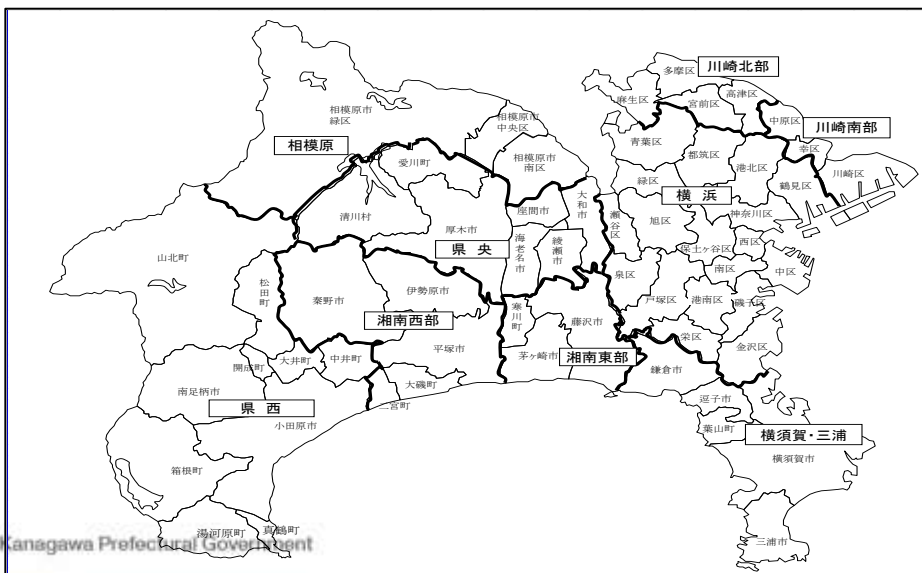 多摩区
川崎北部
麻生区
宮前区
高津区
中原区
川崎南部
相模原市
緑区
相模原市
中央区
相模原
愛川町
相模原市
南区
青葉区
都筑区
港北区
幸区
川崎区
鶴見区
緑区
横浜
清川村
厚木市
座間市
大和市
瀬谷区
旭区
神奈川区
県央
海老名市
綾瀬市
保土ヶ谷区
西区
山北町
松田町
泉区
南区
中区
秦野市
伊勢原市
戸塚区
港南区
磯子区
湘南西部
寒川町
藤沢市
栄区
金沢区
開成町
大井町
中井町
平塚市
茅ヶ崎市
湘南東部
鎌倉市
南足柄市
大磯町
逗子市
県西
二宮町
葉山町
横須賀・三浦
小田原市
横須賀市
箱根町
湯河原町
真鶴町
三浦市
Kanagawa Prefectural Government